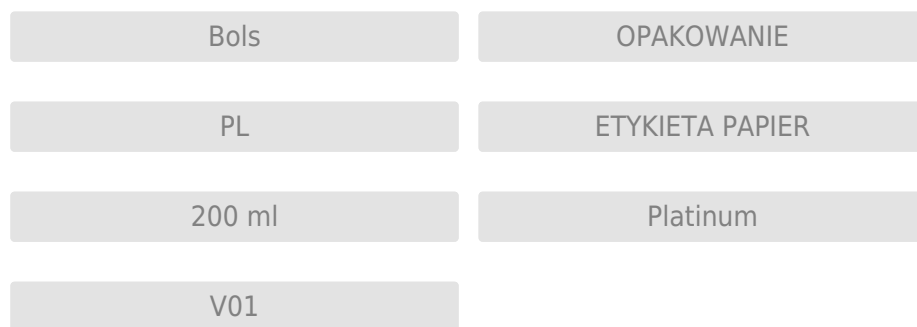 Bols
OPAKOWANIE
PL
ETYKIETA PAPIER
200 ml
Platinum
V01